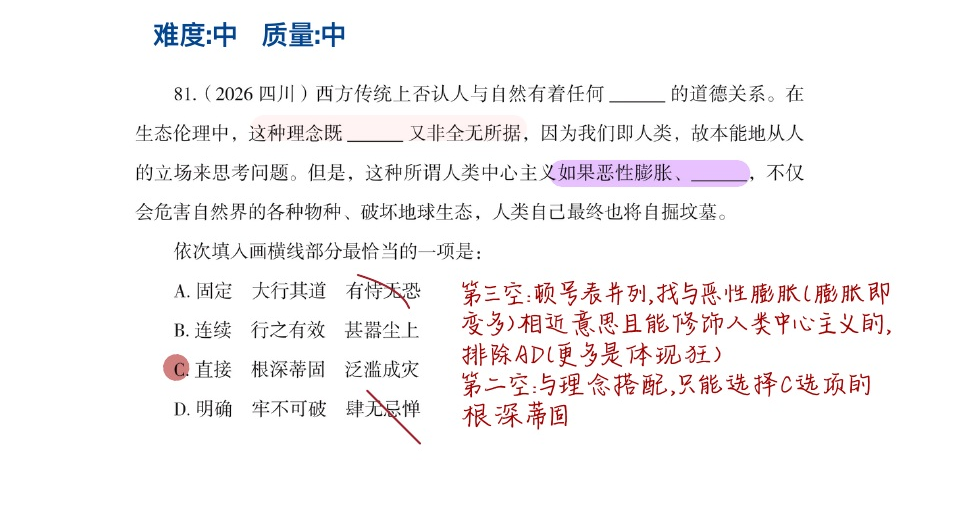 难度:中 质量:中
81.（2026 四川）西方传统上否认人与自然有着任何 ______ 的道德关系。在
生态伦理中，这种理念既 ______ 又非全无所据，因为我们即人类，故本能地从人
的立场来思考问题。但是，这种所谓人类中心主义如果恶性膨胀、______，不仅
会危害自然界的各种物种、破坏地球生态，人类自己最终也将自掘坟墓。
依次填入画横线部分最恰当的一项是：
A. 固定 大行其道 有恃无恐
B. 连续 行之有效 甚嚣尘上
C. 直接 根深蒂固 泛滥成灾
D. 明确 牢不可破 肆无忌惮
第三空:顿号表并列,找与恶性膨胀(膨胀即
变多)相近意思且能修饰人类中心主义的,
排除AD(更多是体现狂)
第二空:与理念搭配,只能选择C选项的
根深蒂固